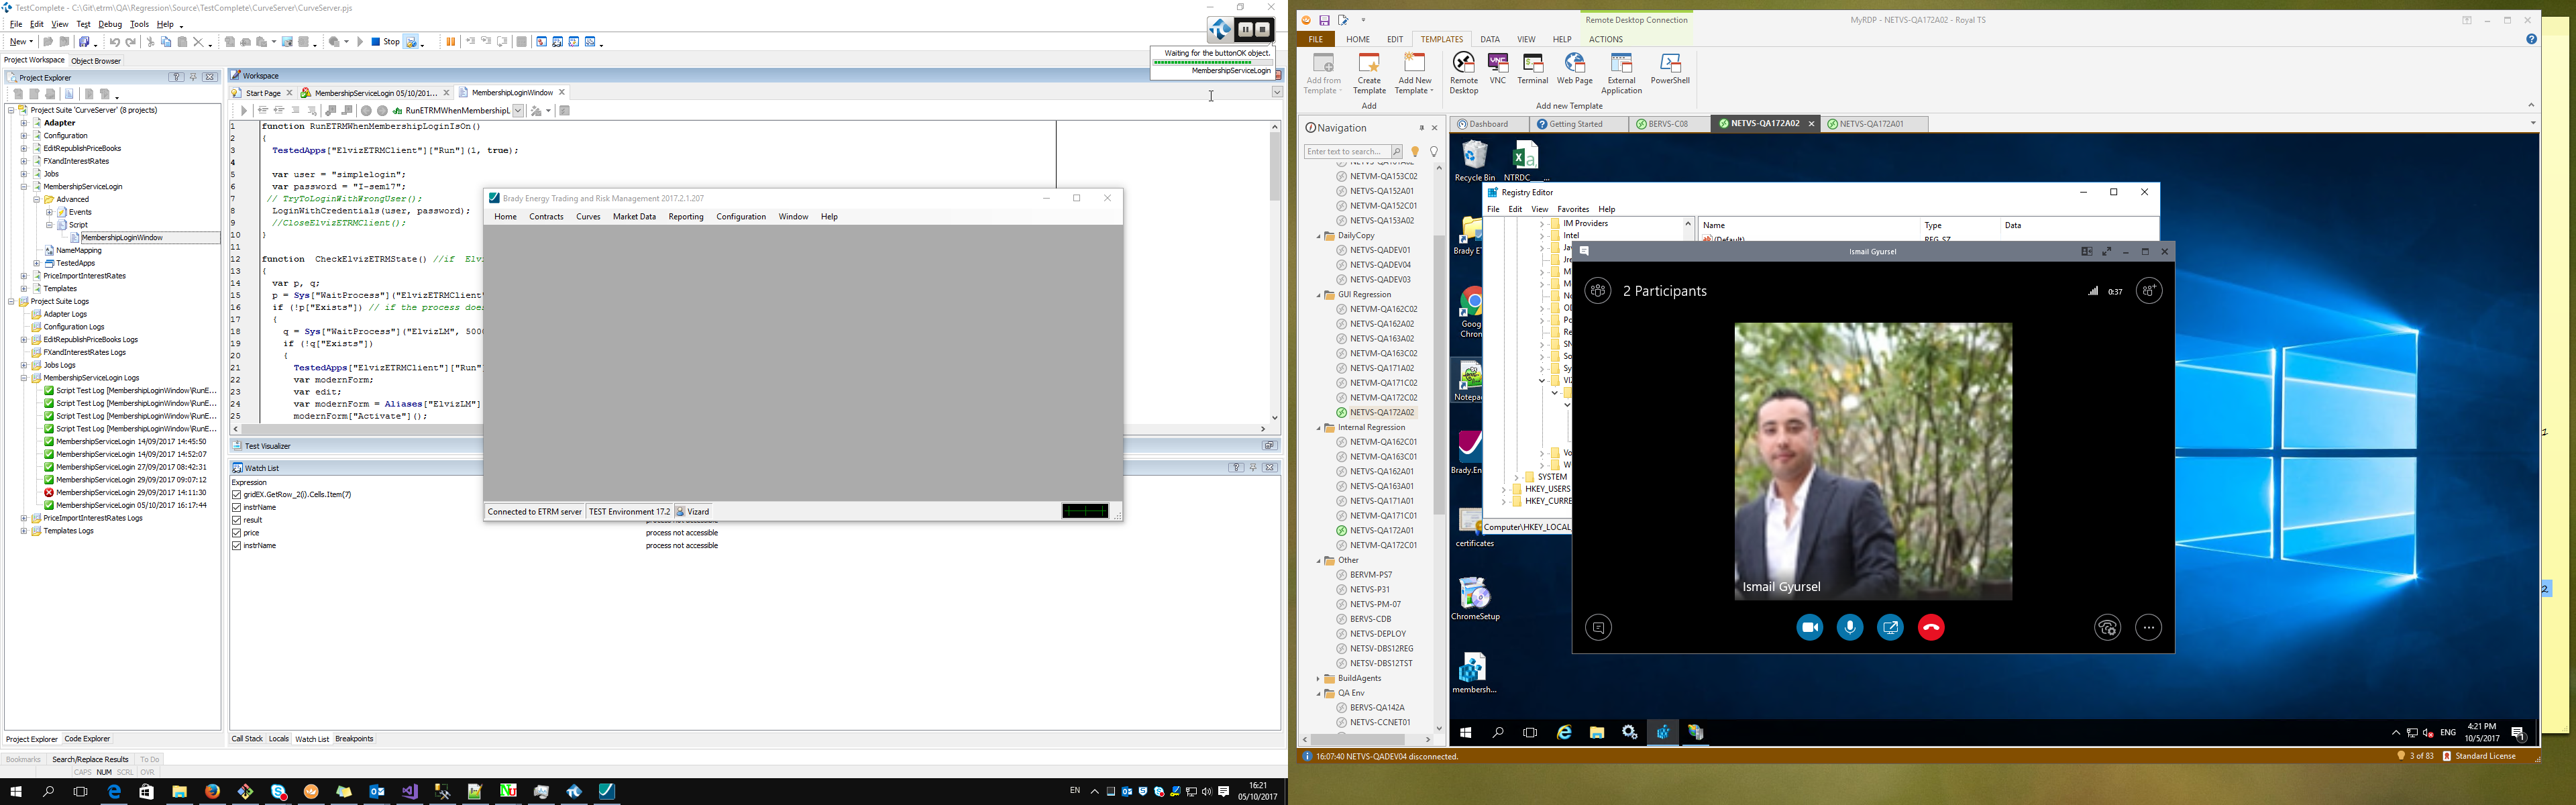 TestComplete - C:\Git\etrm\QA\Regression\Source\TestComplete\CurveServer\CurveServer.pjs
File Edit View Test Debug Tools Help
New
Stop
Waiting for the buttonOK object.
MembershipServiceLogin
Project Workspace Object Browser
Project Explorer
Project Suite 'CurveServer' (8 projects)
Adapter
Configuration
EditRepublishPriceBooks
FXandInterestRates
Jobs
MembershipServiceLogin
Advanced
Events
Script
MembershipLoginWindow
NameMapping
TestedApps
PriceImportInterestRates
Templates
Project Suite Logs
Adapter Logs
Configuration Logs
EditRepublishPriceBooks Logs
FXandInterestRates Logs
Jobs Logs
MembershipServiceLogin Logs
Script Test Log [MembershipLoginWindow\RunE...
Script Test Log [MembershipLoginWindow\RunE...
Script Test Log [MembershipLoginWindow\RunE...
Script Test Log [MembershipLoginWindow\RunE...
MembershipServiceLogin 14/09/2017 14:45:50
MembershipServiceLogin 14/09/2017 14:52:07
MembershipServiceLogin 27/09/2017 08:42:31
MembershipServiceLogin 29/09/2017 09:07:12
MembershipServiceLogin 29/09/2017 14:11:30
MembershipServiceLogin 05/10/2017 16:17:44
PriceImportInterestRates Logs
Templates Logs
Project Explorer Code Explorer
Bookmarks Search/Replace Results To Do
CAPS NUM SCRL OVR
Workspace
Start Page MembershipServiceLogin 05/10/201... MembershipLoginWindow
RunETRMWhenMembershipL
1 function RunETRMWhenMembershipLoginIsOn()
2 {
3 TestedApps["ElvizETRMClient"]["Run"](1, true);
4
5 var user = "simplelogin";
6 var password = "I-sem17";
7 // TryToLoginWithWrongUser();
8 LoginWithCredentials(user, password);
9 //CloseElvizETRMClient();
10 }
11
12 function CheckElvizETRMState() //if Elvi
13 {
14 var p, q;
15 p = Sys["WaitProcess"]("ElvizETRMClient"
16 if (!p["Exists"]) // if the process does
17 {
18 q = Sys["WaitProcess"]("ElvizLM", 5000
19 if (!q["Exists"])
20 {
21 TestedApps["ElvizETRMClient"]["Run"]
22 var modernForm;
23 var edit;
24 var modernForm = Aliases["ElvizLM"]
25 modernForm["Activate"]();
Test Visualizer
Watch List
Expression
gridEX.GetRow_2(i).Cells.Item(7)
instrName
result process not accessible
price process not accessible
instrName process not accessible
Call Stack Locals Watch List Breakpoints
Brady Energy Trading and Risk Management 2017.2.1.207
Home Contracts Curves Market Data Reporting Configuration Window Help
Connected to ETRM server TEST Environment 17.2 Vizard
EN 16:21
05/10/2017
Remote Desktop Connection MyRDP - NETVS-QA172A02 - Royal TS
FILE HOME EDIT TEMPLATES DATA VIEW HELP ACTIONS
Add from Template
Create Template
Add New Template
Remote Desktop
VNC
Terminal
Web Page
External Application
PowerShell
Add Add new Template
Navigation
Enter text to search...
Dashboard Getting Started BERVS-C08 NETVS-QA172A02 NETVS-QA172A01
NETVM-QA153C02
NETVS-QA152A01
NETVM-QA152C01
NETVS-QA153A02
DailyCopy
NETVS-QADEV01
NETVS-QADEV04
NETVS-QADEV03
GUI Regression
NETVM-QA162C02
NETVS-QA162A02
NETVS-QA163A02
NETVM-QA163C02
NETVS-QA171A02
NETVM-QA171C02
NETVM-QA172C02
NETVS-QA172A02
Internal Regression
NETVM-QA162C01
NETVM-QA163C01
NETVS-QA162A01
NETVS-QA163A01
NETVS-QA171A01
NETVM-QA171C01
NETVS-QA172A01
NETVM-QA172C01
Other
BERVM-PS7
NETVS-P31
NETVS-PM-07
BERVS-CDB
NETVS-DEPLOY
NETSV-DBS12REG
NETSV-DBS12TST
BuildAgents
QA Env
BERVS-QA142A
NETVS-CCNET01
16:07:40 NETVS-QADEV04 disconnected.
3 of 83 Standard License
Recycle Bin
NTRDC___...
Brady ET
Goog
Chrom
Notepa
Brady.En
certificates
ChromeSetup
membersh...
Registry Editor
File Edit View Favorites Help
IM Providers
Intel
SYSTEM
HKEY_USERS
HKEY_CURRE
Name Type Data
(Default) REG_SZ
Computer\HKEY_LOCAL
Ismail Gyursel
2 Participants
0:37
Ismail Gyursel
ENG
4:21 PM
10/5/2017